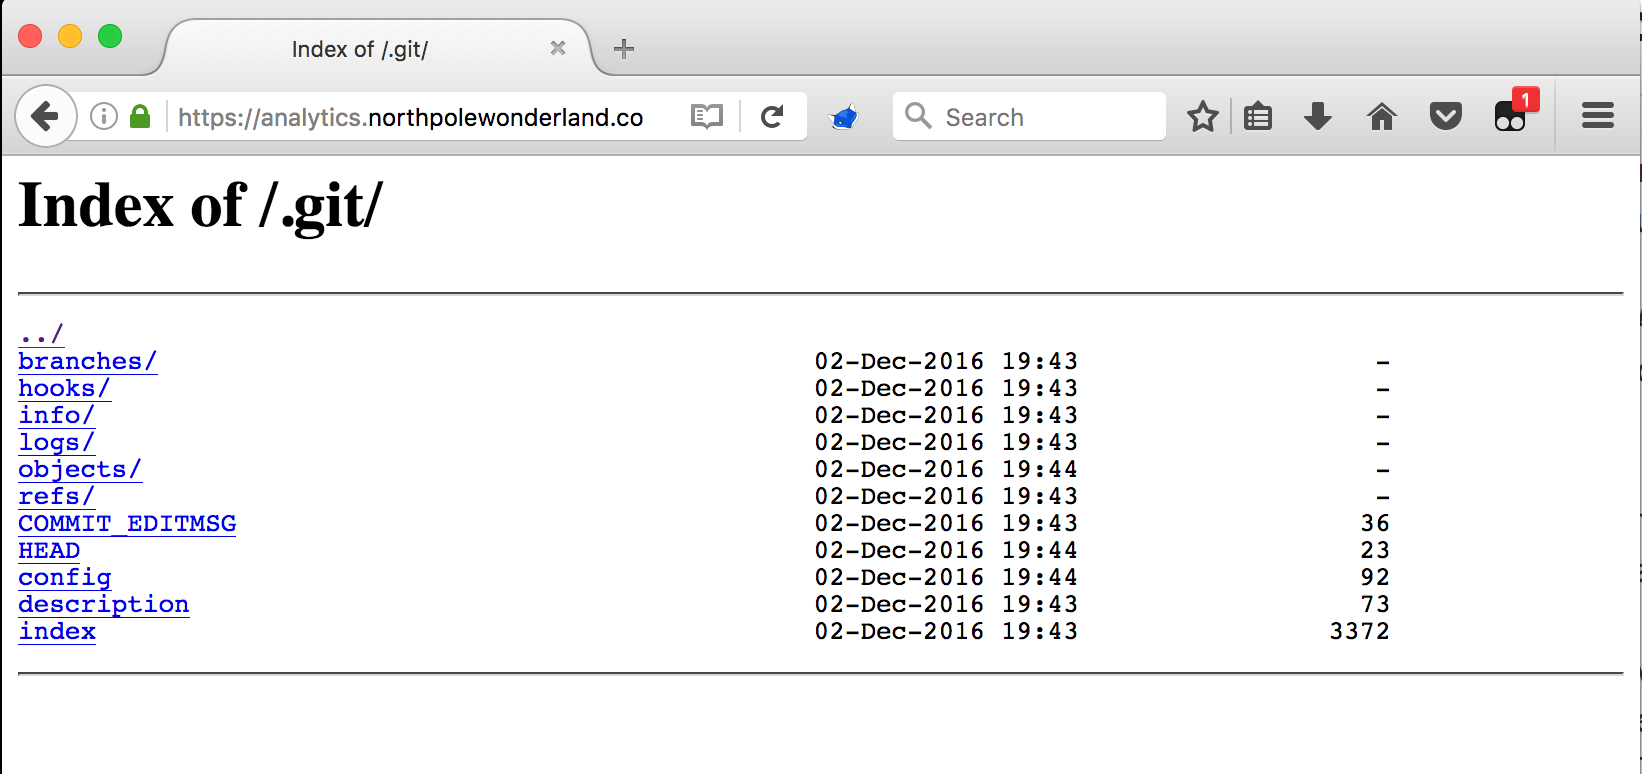 Index of /.git/
https://analytics.northpolewonderland.co
Search
1
Index of /.git/
../
branches/ 02-Dec-2016 19:43 -
hooks/ 02-Dec-2016 19:43 -
info/ 02-Dec-2016 19:43 -
logs/ 02-Dec-2016 19:43 -
objects/ 02-Dec-2016 19:44 -
refs/ 02-Dec-2016 19:43 -
COMMIT_EDITMSG 02-Dec-2016 19:43 36
HEAD 02-Dec-2016 19:44 23
config 02-Dec-2016 19:44 92
description 02-Dec-2016 19:43 73
index 02-Dec-2016 19:43 3372